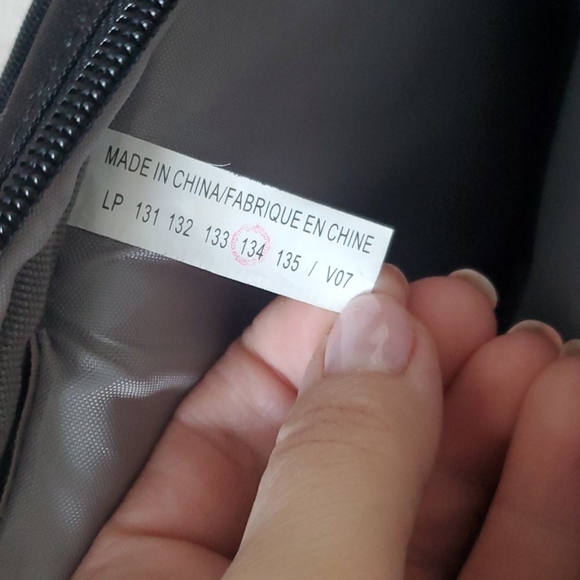 MADE IN CHINA/FABRIQUE EN CHINE
LP 131 132 133 134 135 / V07